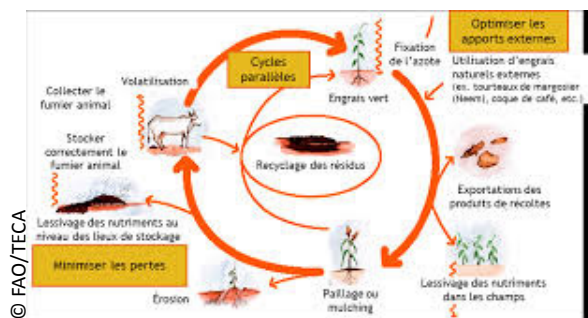 Optimiser les
apports externes
Cycles
parallèles
Fixation
de l'azote
Utilisation d'engrais
naturels externes
(ex. tourteaux de margosier
(Neem), coque de café, etc.)
Volatilisation
Engrais vert
Collecter le
fumier animal
Stocker
correctement le
fumier animal
Recyclage des résidus
Exportations des
produits de récoltes
Lessivage des nutriments au
niveau des lieux de stockage
Minimiser les pertes
Érosion
Paillage ou
mulching
Lessivage des nutriments
dans les champs
© FAO/TECA